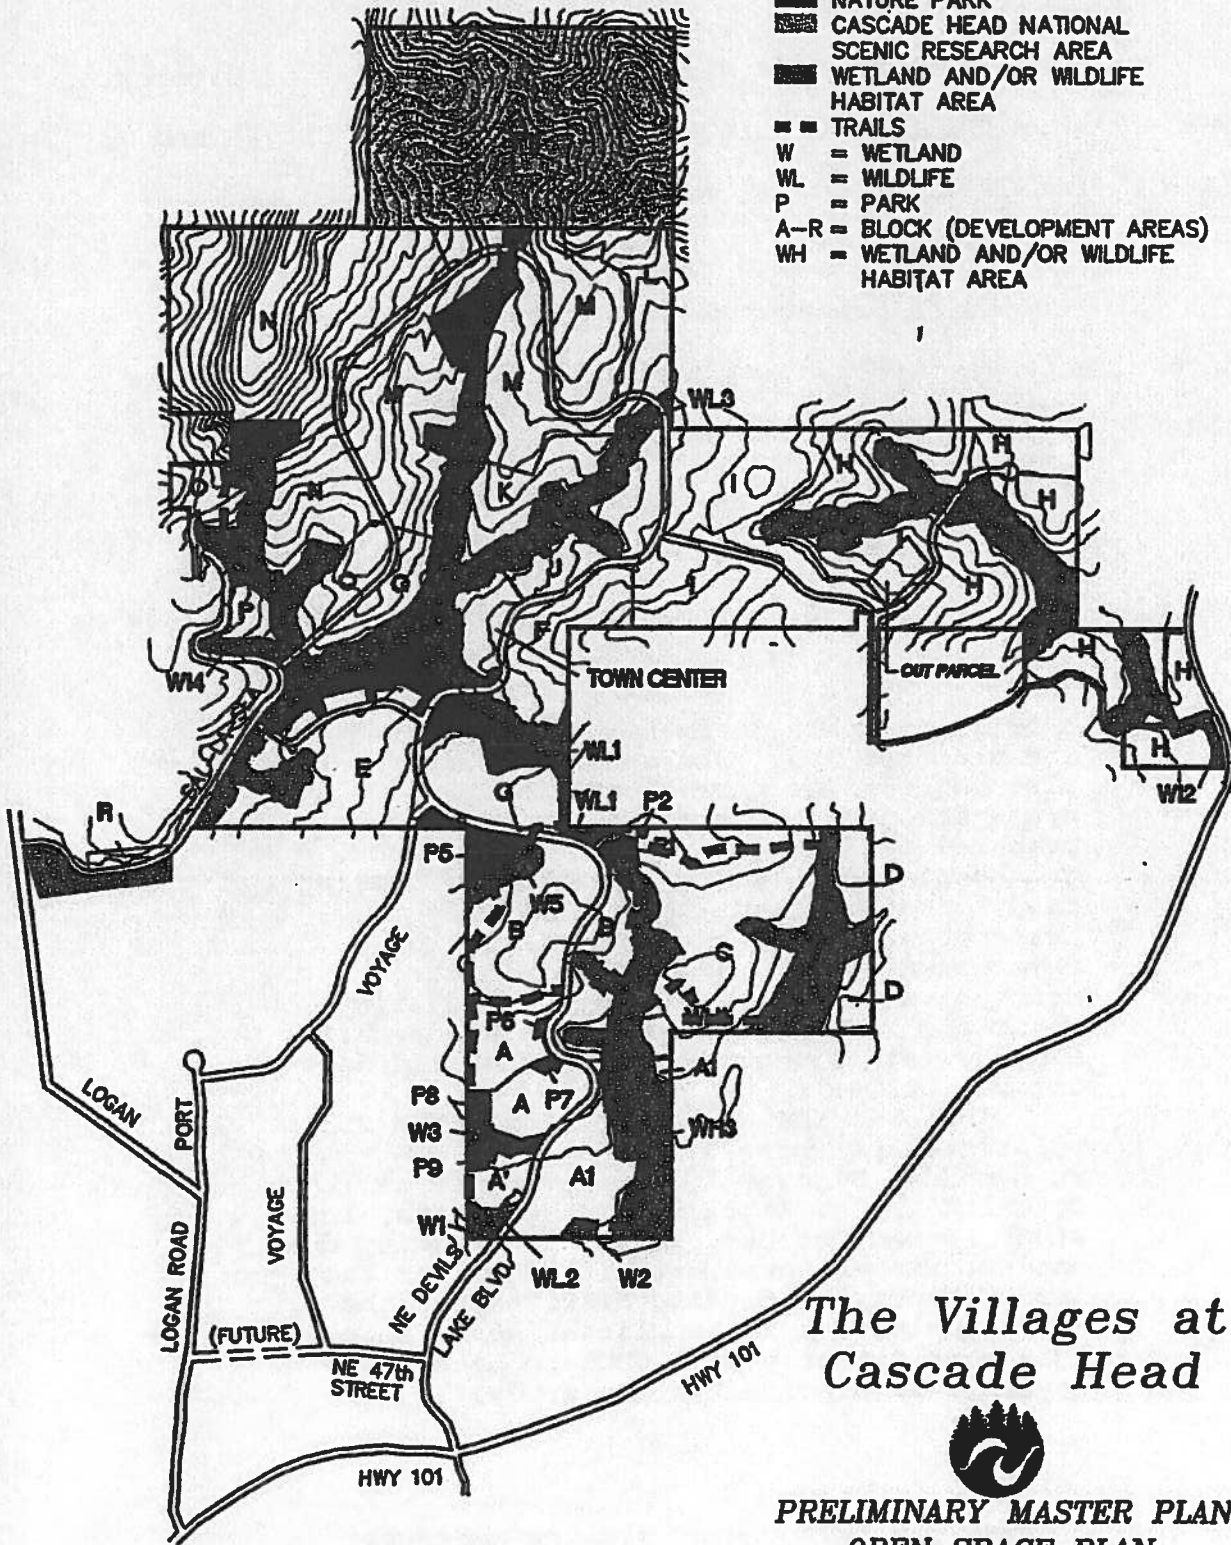 NATURE PARK
CASCADE HEAD NATIONAL
SCENIC RESEARCH AREA
WETLAND AND/OR WILDLIFE
HABITAT AREA
TRAILS
W = WETLAND
WL = WILDLIFE
P = PARK
A-R = BLOCK (DEVELOPMENT AREAS)
WH = WETLAND AND/OR WILDLIFE
HABITAT AREA
N
M
M
M
WL3
H
H
H
I
K
N
O
O
G
J
I
H
P
F
W14
TOWN CENTER
OUT PARCEL
H
H
H
W12
E
WL1
G
WL1
P2
R
P5
W5
B
B
D
C
D
VOYAGE
P6
A
A1
P8
A
P7
W3
WH3
P9
A'
A1
W1
WL2
W2
LOGAN
PORT
VOYAGE
LOGAN ROAD
NE DEVILS
LAKE BLVD
(FUTURE)
NE 47th
STREET
HWY 101
HWY 101
The Villages at
Cascade Head
PRELIMINARY MASTER PLAN
OPEN SPACE PLAN